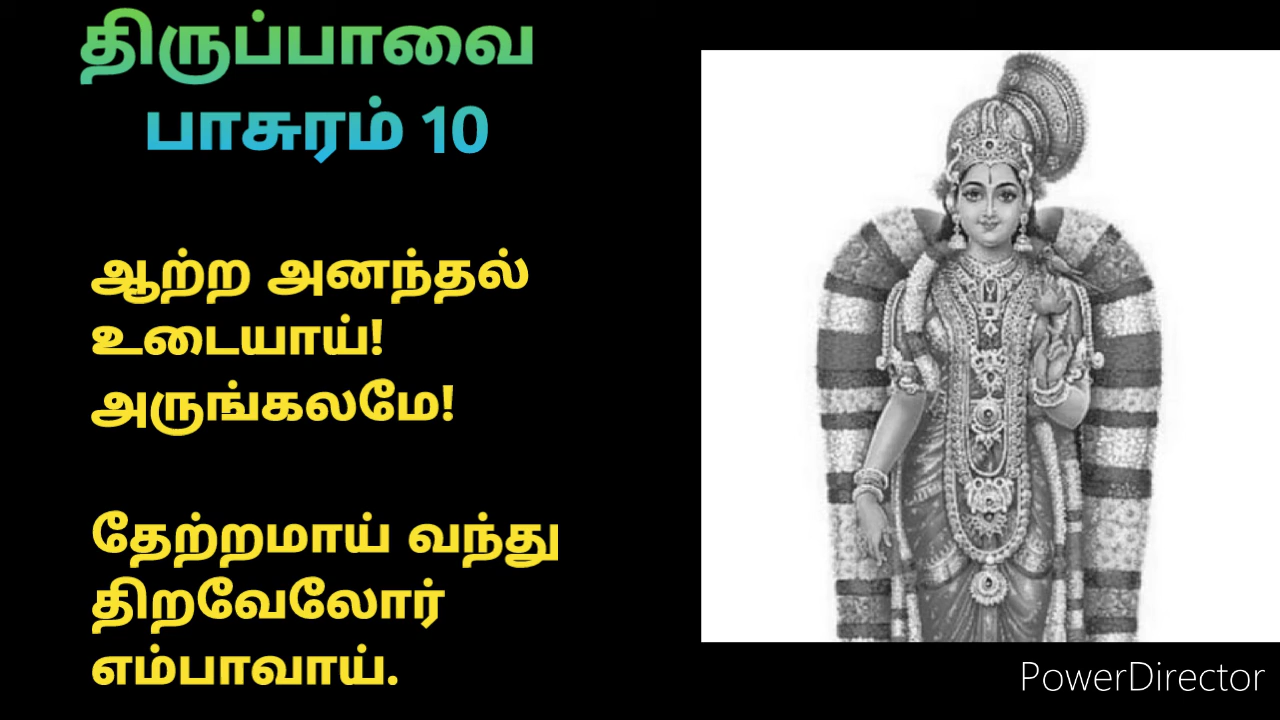 திருப்பாவை
பாசுரம் 10
ஆற்ற அனந்தல்
உடையாய்!
அருங்கலமே!
தேற்றமாய் வந்து
திறவேலோர்
எம்பாவாய்.
PowerDirector